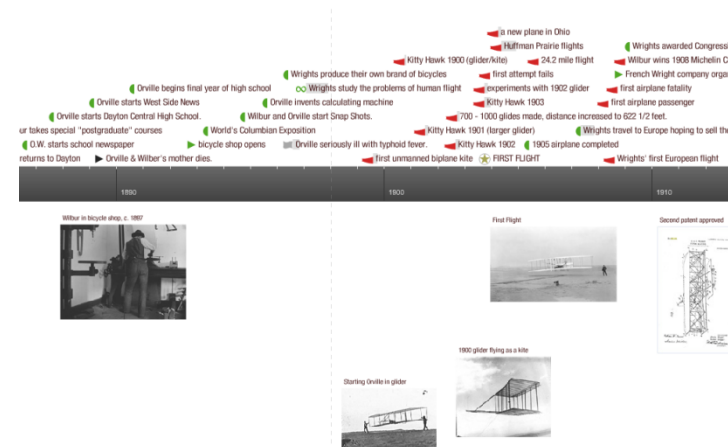 a new plane in Ohio
Huffman Prairie flights
Wrights awarded Congress
Kitty Hawk 1900 (glider/kite)
24.2 mile flight
Wilbur wins 1908 Michelin C
Wrights produce their own brand of bicycles
first attempt fails
French Wright company orga
Orville begins final year of high school
Wrights study the problems of human flight
experiments with 1902 glider
first airplane fatality
Orville starts West Side News
Orville invents calculating machine
Kitty Hawk 1903
first airplane passenger
Orville starts Dayton Central High School.
Wilbur and Orville start Snap Shots.
700 - 1000 glides made, distance increased to 622 1/2 feet.
ur takes special "postgraduate" courses
World's Columbian Exposition
Kitty Hawk 1901 (larger glider)
Wrights travel to Europe hoping to sell th
O.W. starts school newspaper
bicycle shop opens
Orville seriously ill with typhoid fever.
Kitty Hawk 1902
1905 airplane completed
returns to Dayton
Orville & Wilber's mother dies.
first unmanned biplane kite
FIRST FLIGHT
Wrights' first European flight
1890
1900
1910
Wilbur in bicycle shop, c. 1897
First Flight
Second patent approved
1900 glider flying as a kite
Starting Orville in glider